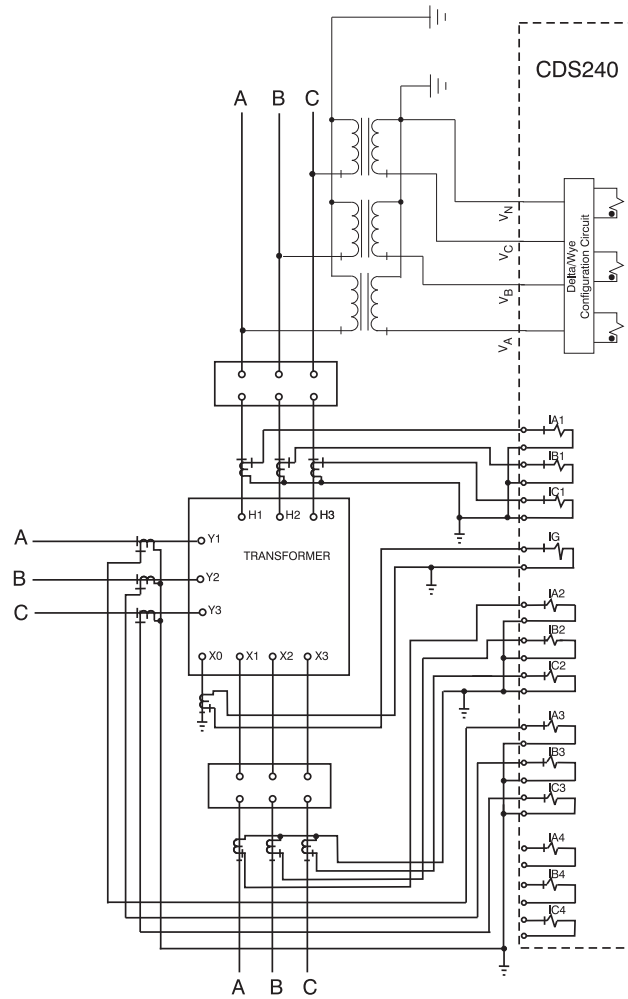 CDS240
A B C
Delta/Wye
Configuration Circuit
VN
VC
VB
VA
IA1
IB1
IC1
H1 H2 H3
A Y1
IG
TRANSFORMER
B Y2
IA2
C Y3
IB2
X0 X1 X2 X3
IC2
IA3
IB3
IC3
IA4
IB4
IC4
A B C